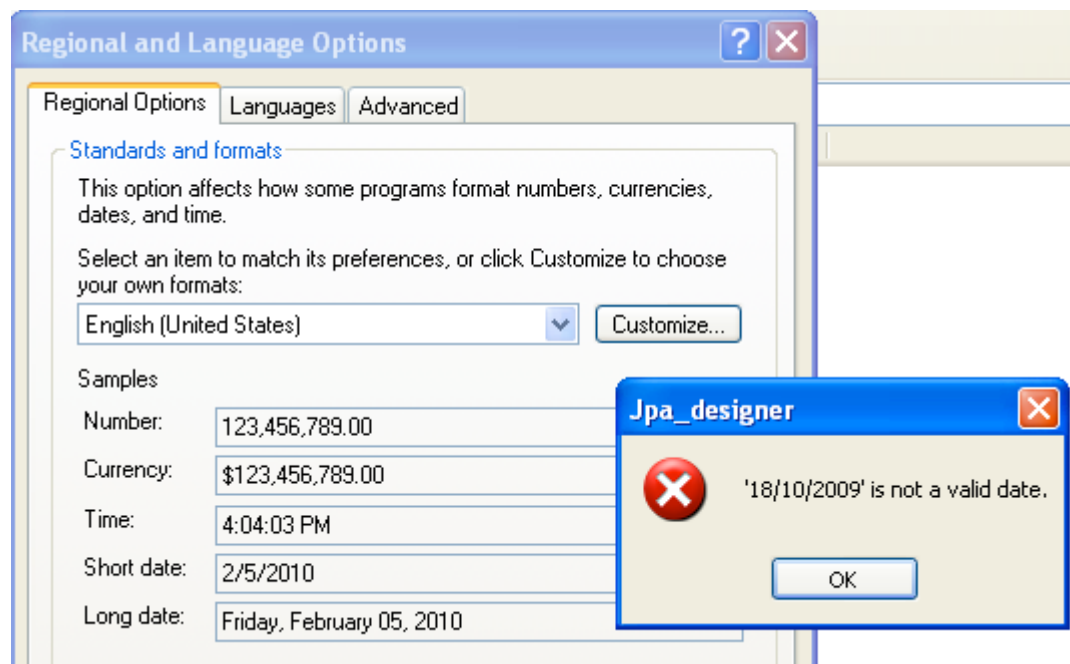 Regional and Language Options
?
Regional Options Languages Advanced
Standards and formats
This option affects how some programs format numbers, currencies,
dates, and time.
Select an item to match its preferences, or click Customize to choose
your own formats:
English (United States) Customize...
Samples
Number: 123,456,789.00
Currency: $123,456,789.00
Time: 4:04:03 PM
Short date: 2/5/2010
Long date: Friday, February 05, 2010
Jpa_designer
'18/10/2009' is not a valid date.
OK